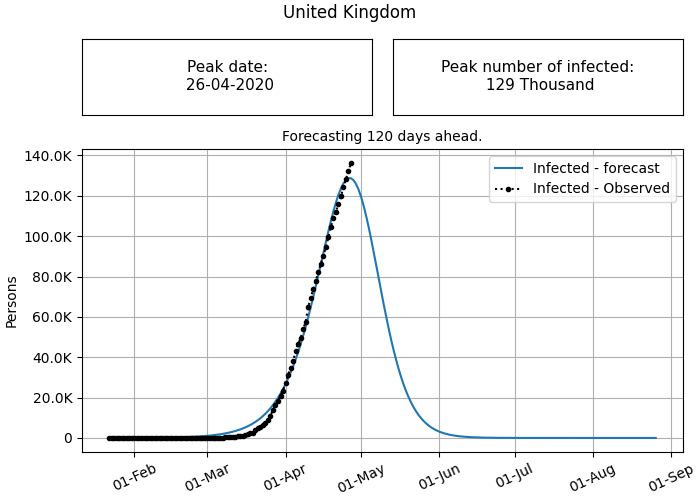 United Kingdom
Peak date:
26-04-2020
Peak number of infected:
129 Thousand
Forecasting 120 days ahead.
Infected - forecast
Infected - Observed
Persons
140.0K
120.0K
100.0K
80.0K
60.0K
40.0K
20.0K
0
01-Feb
01-Mar
01-Apr
01-May
01-Jun
01-Jul
01-Aug
01-Sep